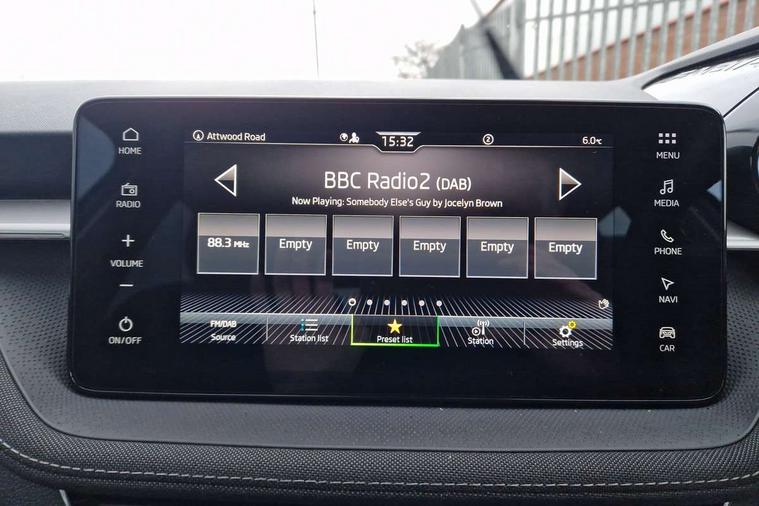 Attwood Road 15:32 2 6.0°C
HOME
MENU
BBC Radio2 (DAB)
RADIO
MEDIA
Now Playing: Somebody Else's Guy by Jocelyn Brown
88.3 MHz Empty Empty Empty Empty Empty
VOLUME
PHONE
NAVI
FM/DAB
Source
Station list
Preset list
Station
Settings
ON/OFF
CAR